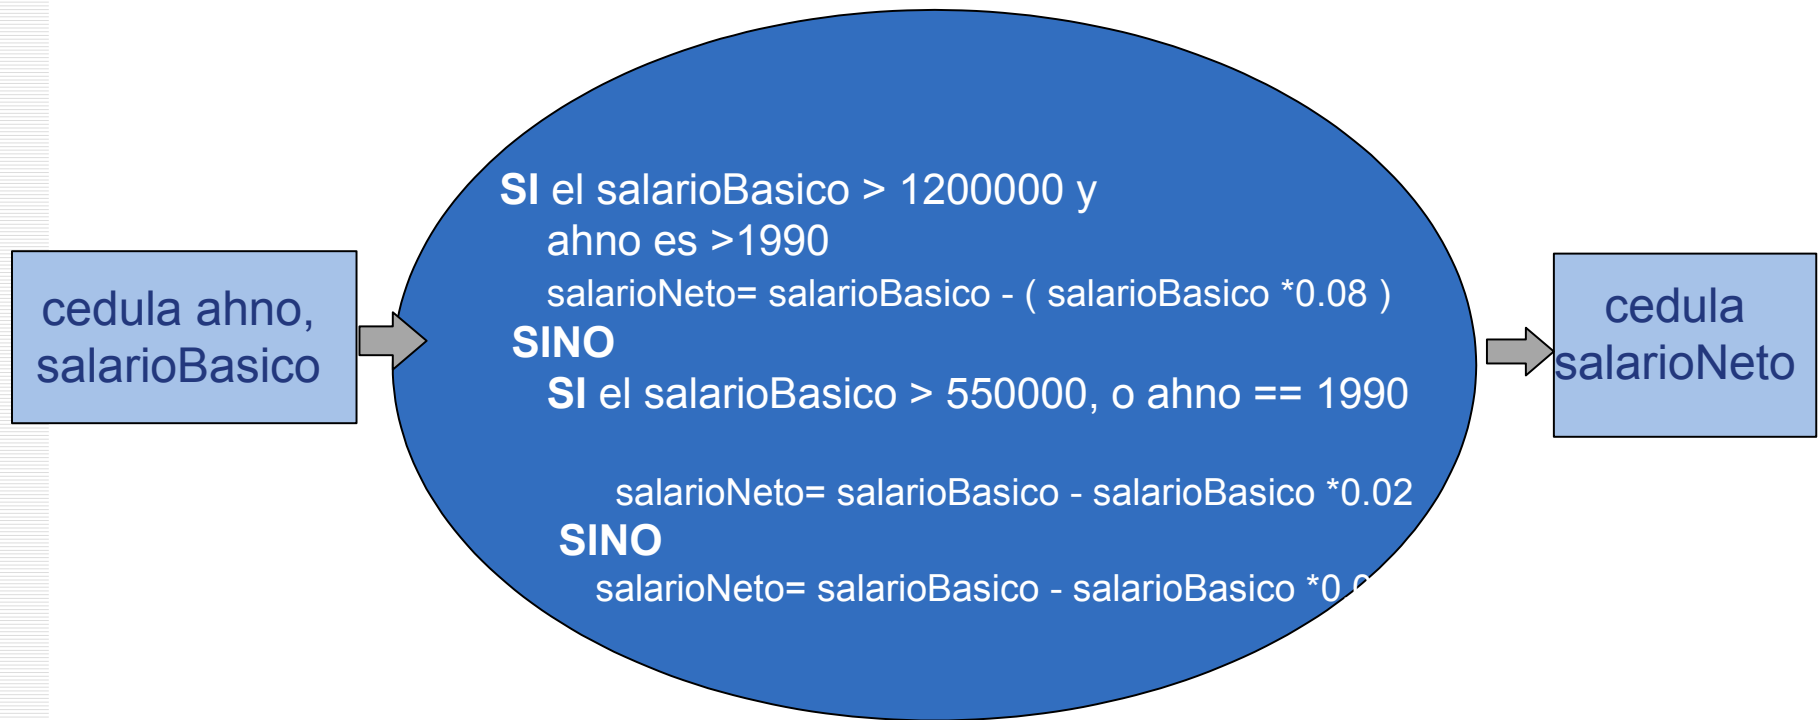 cedula ahno,
salarioBasico
SI el salarioBasico > 1200000 y
ahno es >1990
salarioNeto= salarioBasico - ( salarioBasico *0.08 )
SINO
SI el salarioBasico > 550000, o ahno == 1990
salarioNeto= salarioBasico - salarioBasico *0.02
SINO
salarioNeto= salarioBasico - salarioBasico
cedula
salarioNeto